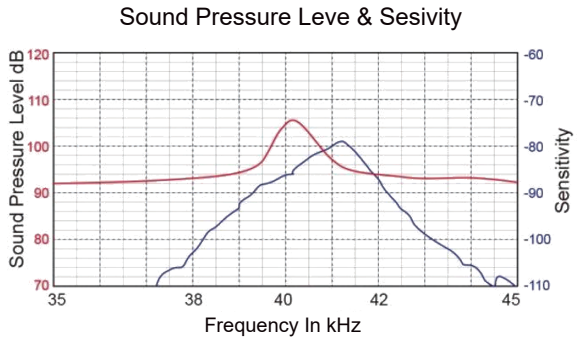 Sound Pressure Leve & Sesivity
Sound Pressure Level dB
120
110
100
90
80
70
-60
-70
-80
-90
-100
-110
Sensitivity
35 38 40 42 45
Frequency In kHz